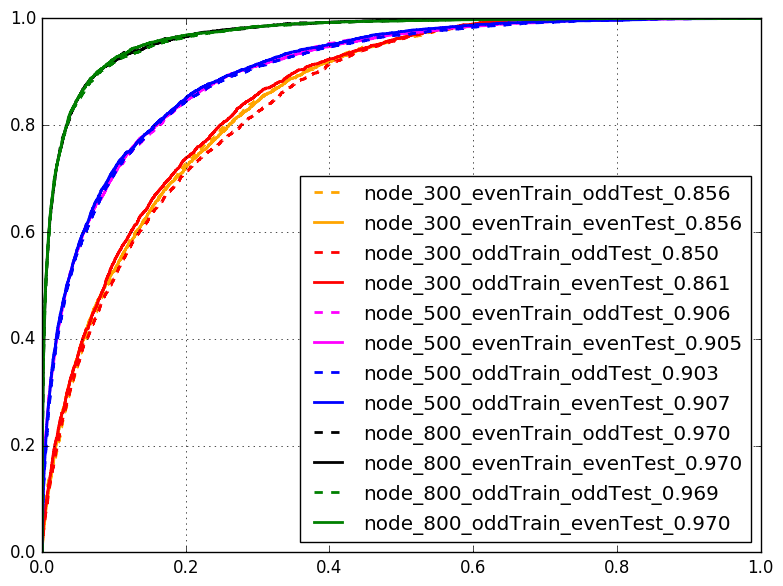 1.0
0.8
0.6
0.4
0.2
0.0
node_300_evenTrain_oddTest_0.856
node_300_evenTrain_evenTest_0.856
node_300_oddTrain_oddTest_0.850
node_300_oddTrain_evenTest_0.861
node_500_evenTrain_oddTest_0.906
node_500_evenTrain_evenTest_0.905
node_500_oddTrain_oddTest_0.903
node_500_oddTrain_evenTest_0.907
node_800_evenTrain_oddTest_0.970
node_800_evenTrain_evenTest_0.970
node_800_oddTrain_oddTest_0.969
node_800_oddTrain_evenTest_0.970
0.0 0.2 0.4 0.6 0.8 1.0